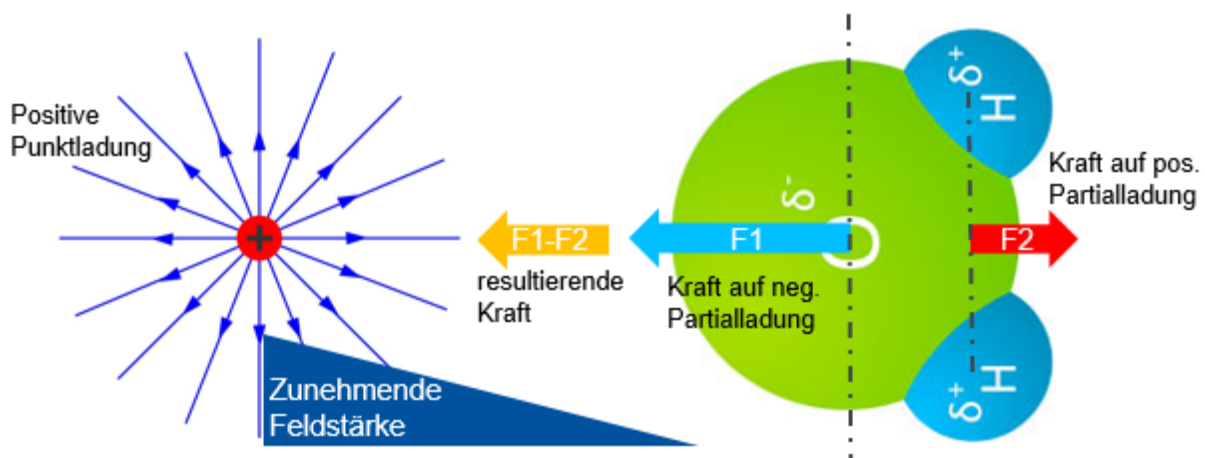 Positive
Punktladung
+
F1-F2
resultierende
Kraft
Zunehmende
Feldstärke
δ-
O
F1
Kraft auf neg.
Partialladung
δ+
H
F2
Kraft auf pos.
Partialladung
δ+
H